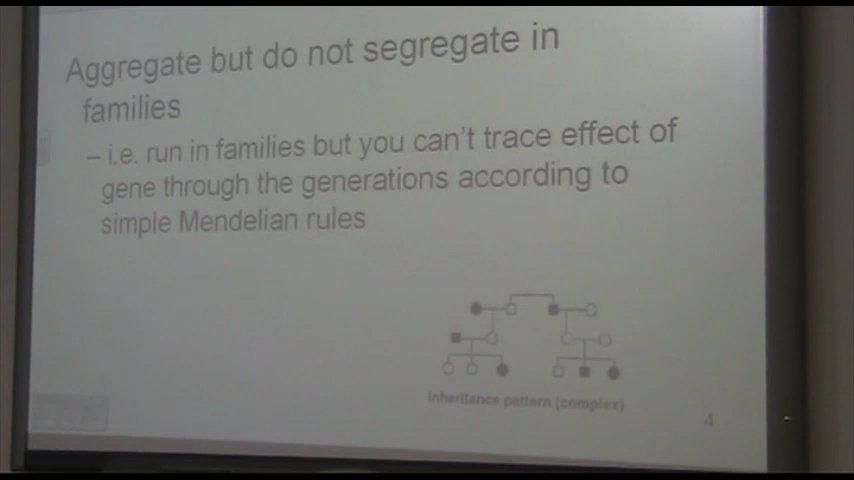 Aggregate but do not segregate in
families
– i.e. run in families but you can't trace effect of
gene through the generations according to
simple Mendelian rules
Inheritance pattern (complex)
4